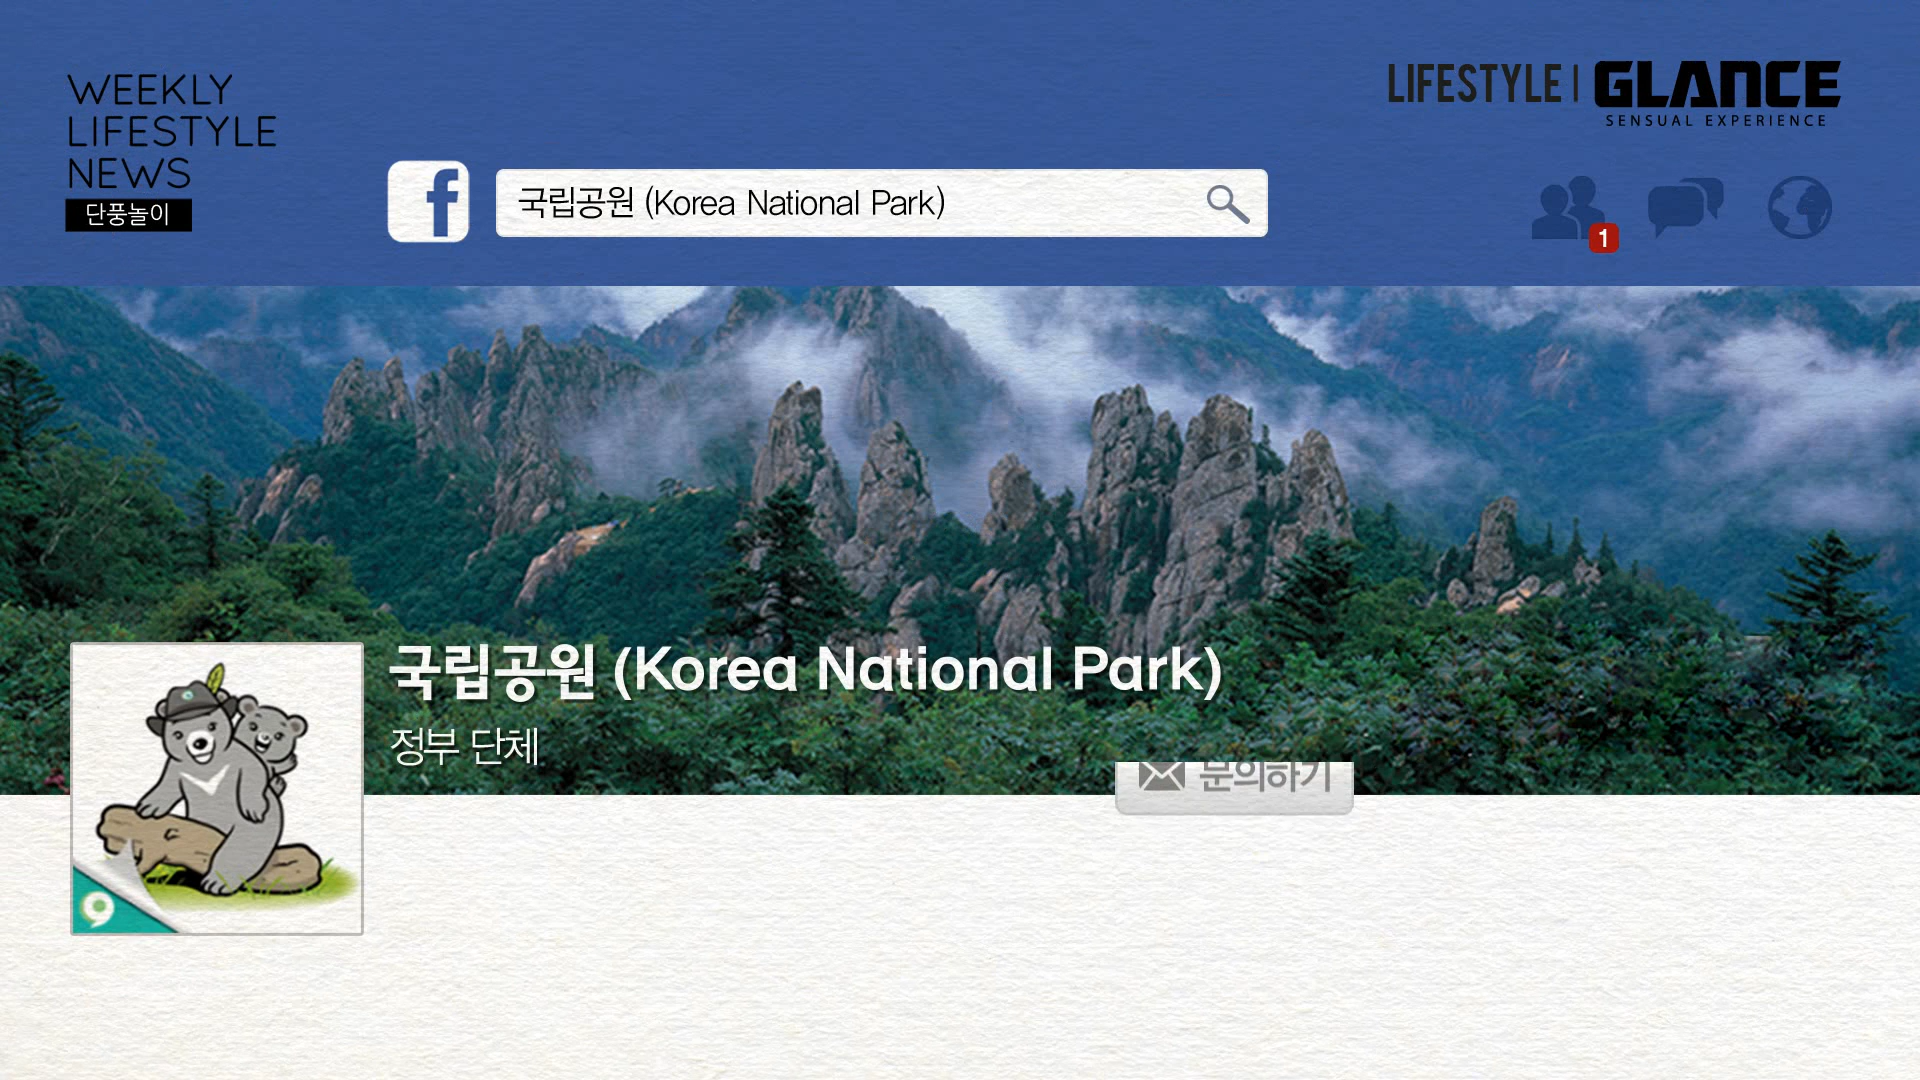 WEEKLY
LIFESTYLE
NEWS
단풍놀이
LIFESTYLE | GLANCE
SENSUAL EXPERIENCE
f
국립공원 (Korea National Park)
1
국립공원 (Korea National Park)
정부 단체
문의하기